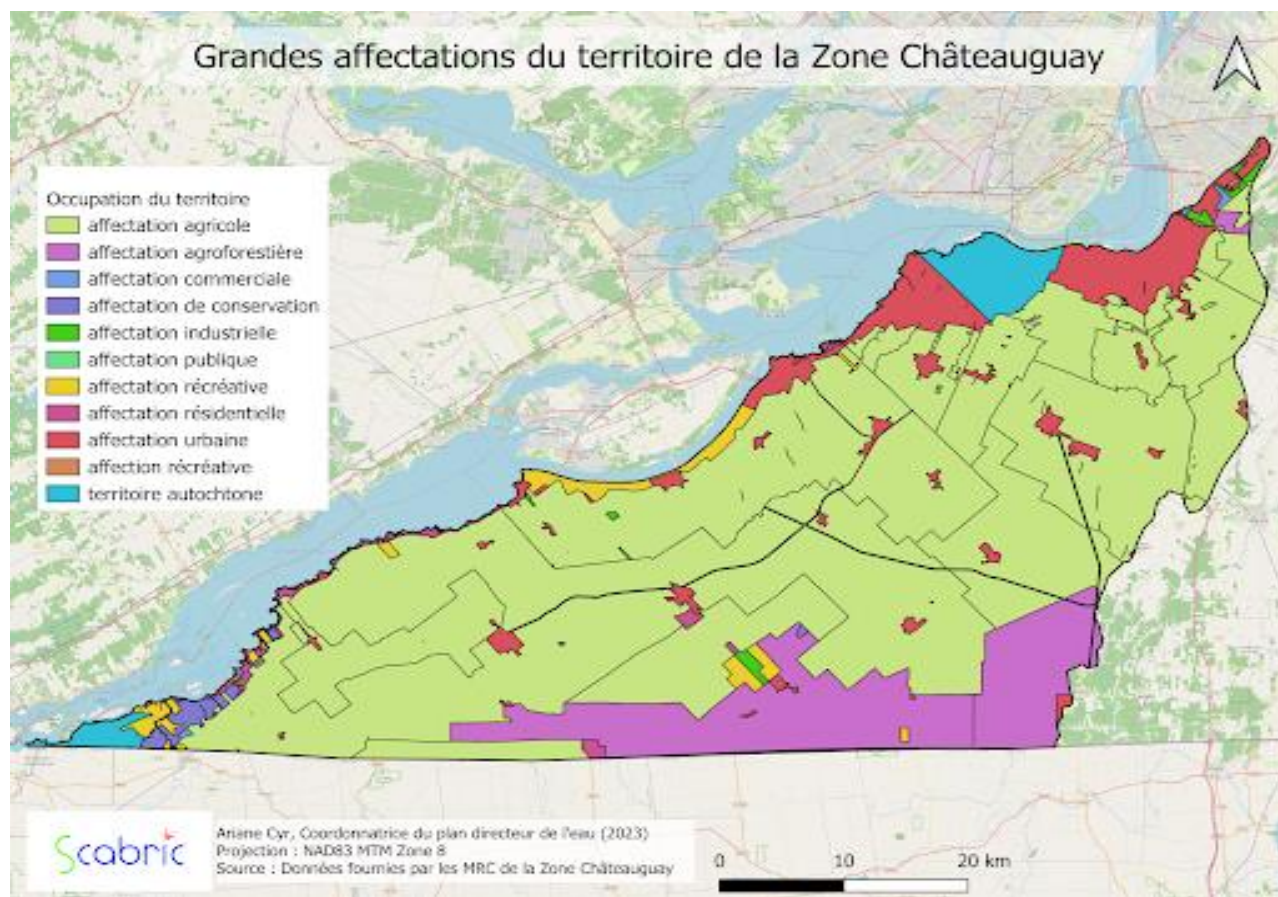 Grandes affectations du territoire de la Zone Châteauguay
Occupation du territoire
affectation agricole
affectation agroforestière
affectation commerciale
affectation de conservation
affectation industrielle
affectation publique
affectation récréative
affectation résidentielle
affectation urbaine
affection récréative
territoire autochtone
Scabric
Ariane Cyr, Coordonnatrice du plan directeur de l'eau (2023)
Projection : NAD83 MTM Zone 8
Source : Données fournies par les MRC de la Zone Châteauguay
0 10 20 km